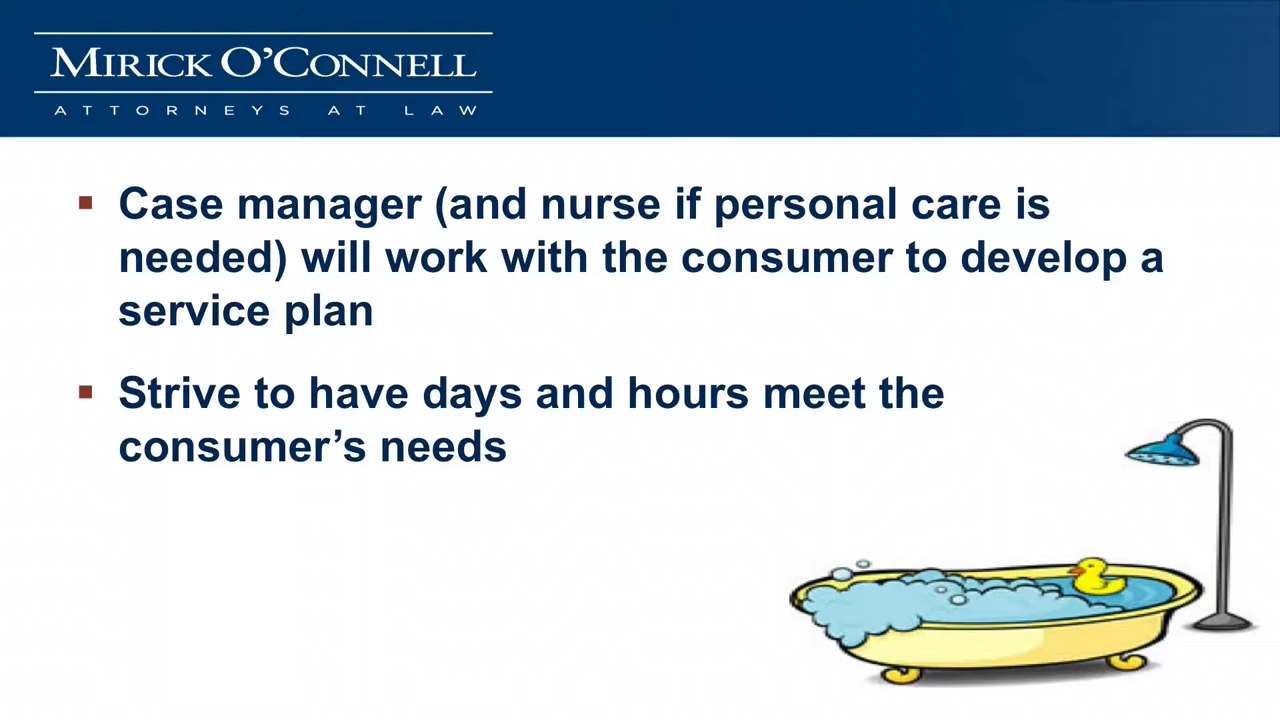 MIRICK O'CONNELL
ATTORNEYS AT LAW
▪ Case manager (and nurse if personal care is
needed) will work with the consumer to develop a
service plan
▪ Strive to have days and hours meet the
consumer’s needs